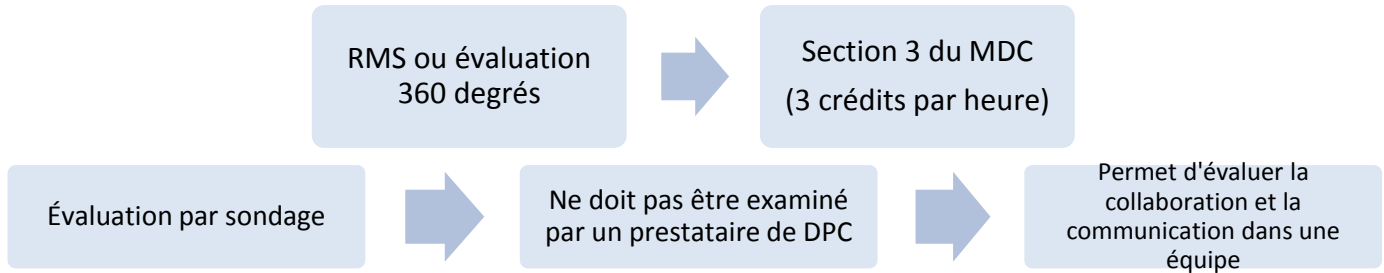 RMS ou évaluation
360 degrés
Section 3 du MDC
(3 crédits par heure)
Évaluation par sondage
Ne doit pas être examiné
par un prestataire de DPC
Permet d'évaluer la
collaboration et la
communication dans une
équipe